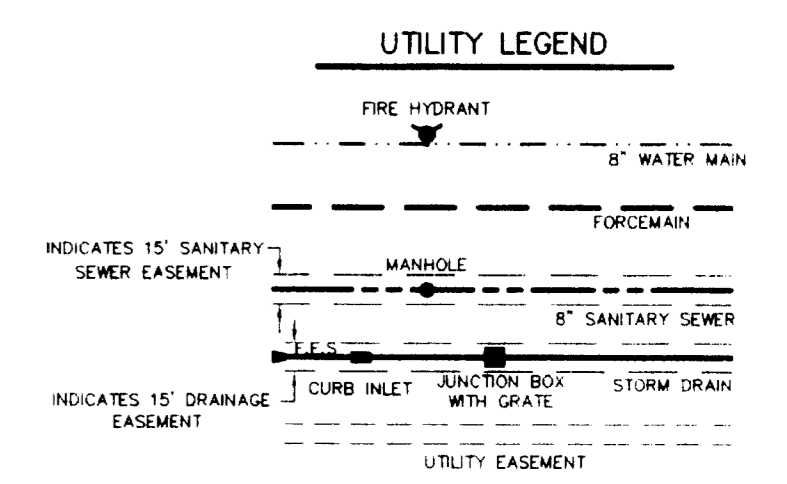 UTILITY LEGEND
FIRE HYDRANT
8" WATER MAIN
FORCEMAIN
INDICATES 15' SANITARY
SEWER EASEMENT
MANHOLE
8" SANITARY SEWER
F.E.S
CURB INLET
JUNCTION BOX
WITH GRATE
STORM DRAIN
INDICATES 15' DRAINAGE
EASEMENT
UTILITY EASEMENT